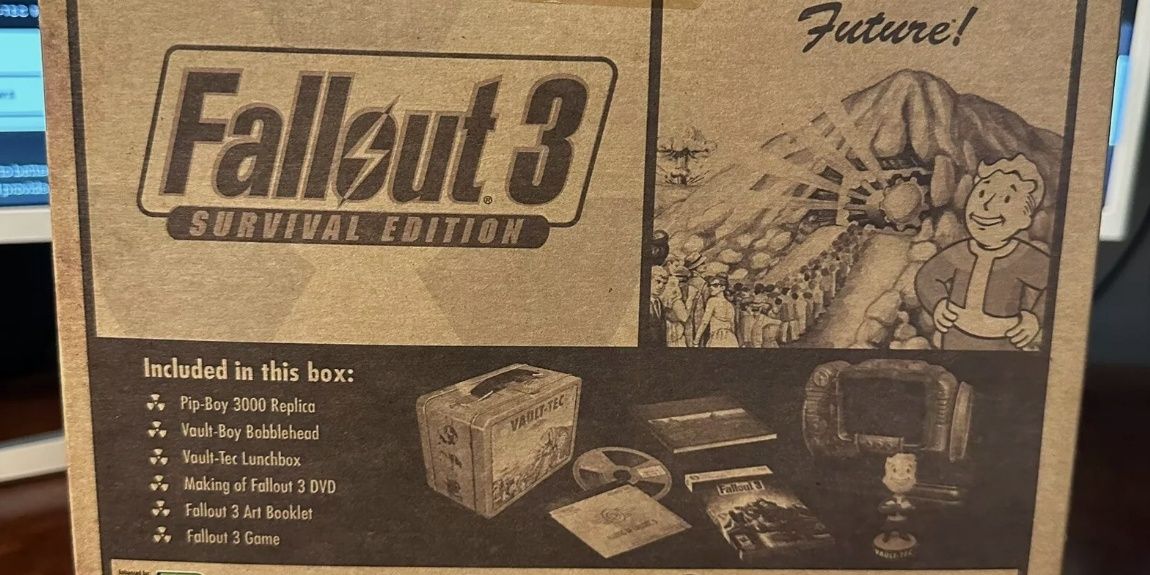 Future!
Fallout 3®
SURVIVAL EDITION
Included in this box:
Pip-Boy 3000 Replica
Vault-Boy Bobblehead
Vault-Tec Lunchbox
Making of Fallout 3 DVD
Fallout 3 Art Booklet
Fallout 3 Game
VAULT-TEC
Fallout 3
VAULT-TEC